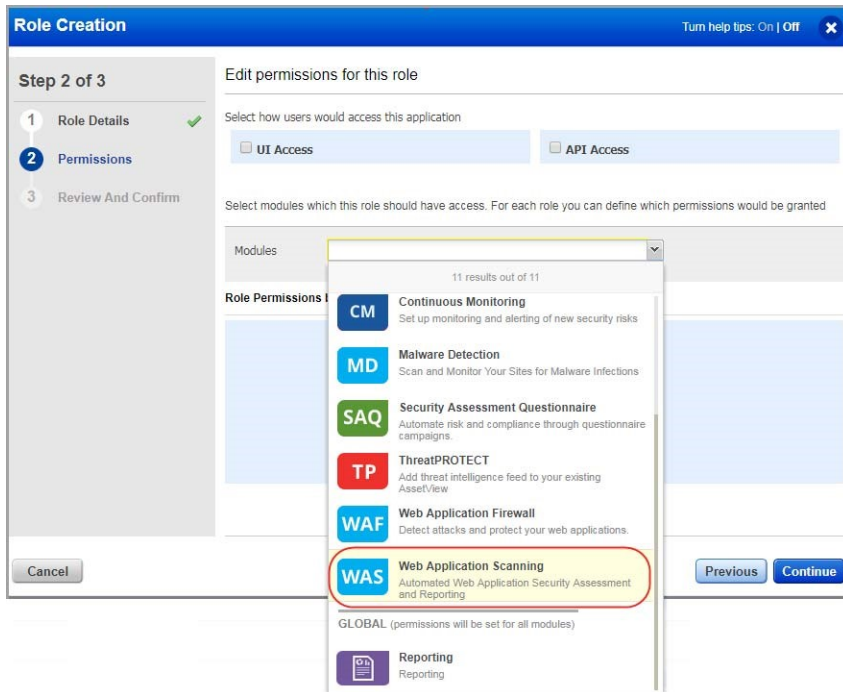 Role Creation
Turn help tips: On | Off
Step 2 of 3
1 Role Details
2 Permissions
3 Review And Confirm
Edit permissions for this role
Select how users would access this application
UI Access
API Access
Select modules which this role should have access. For each role you can define which permissions would be granted
Modules
11 results out of 11
Role Permissions
CM
Continuous Monitoring
Set up monitoring and alerting of new security risks
MD
Malware Detection
Scan and Monitor Your Sites for Malware Infections
SAQ
Security Assessment Questionnaire
Automate risk and compliance through questionnaire
campaigns.
TP
ThreatPROTECT
Add threat intelligence feed to your existing
AssetView
WAF
Web Application Firewall
Detect attacks and protect your web applications.
WAS
Web Application Scanning
Automated Web Application Security Assessment
and Reporting
GLOBAL (permissions will be set for all modules)
Reporting
Reporting
Cancel
Previous
Continue